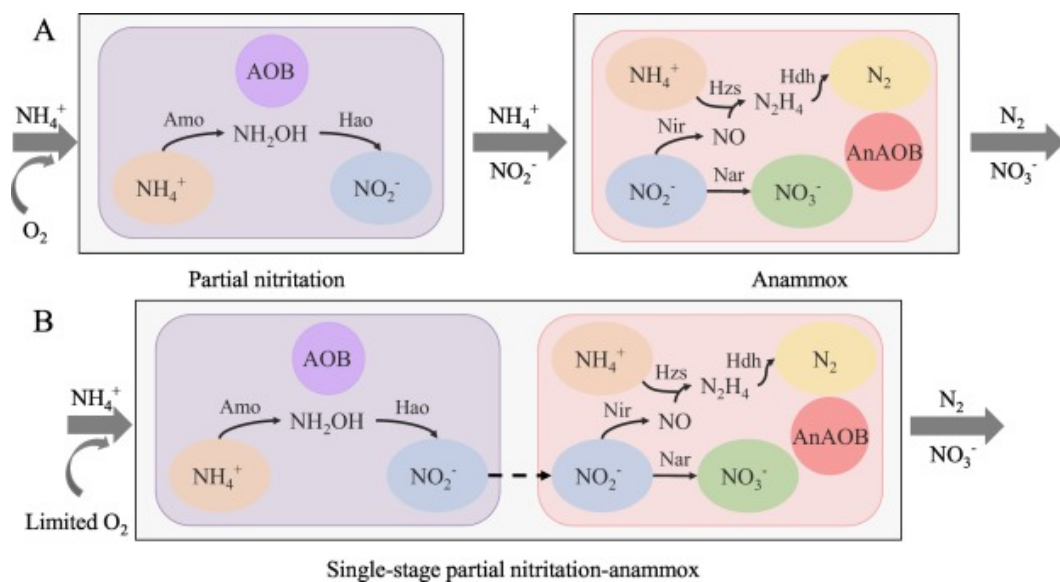 A
AOB
NH₄⁺
O₂
Amo
NH₂OH
Hao
NH₄⁺
NO₂⁻
Partial nitritation
NH₄⁺
NO₂⁻
NH₄⁺
Hzs
N₂H₄
Hdh
N₂
Nir
NO
AnAOB
NO₂⁻
Nar
NO₃⁻
Anammox
N₂
NO₃⁻
B
AOB
NH₄⁺
Limited O₂
Amo
NH₂OH
Hao
NH₄⁺
NO₂⁻
NH₄⁺
Hzs
N₂H₄
Hdh
N₂
Nir
NO
AnAOB
NO₂⁻
Nar
NO₃⁻
N₂
NO₃⁻
Single-stage partial nitritation-anammox